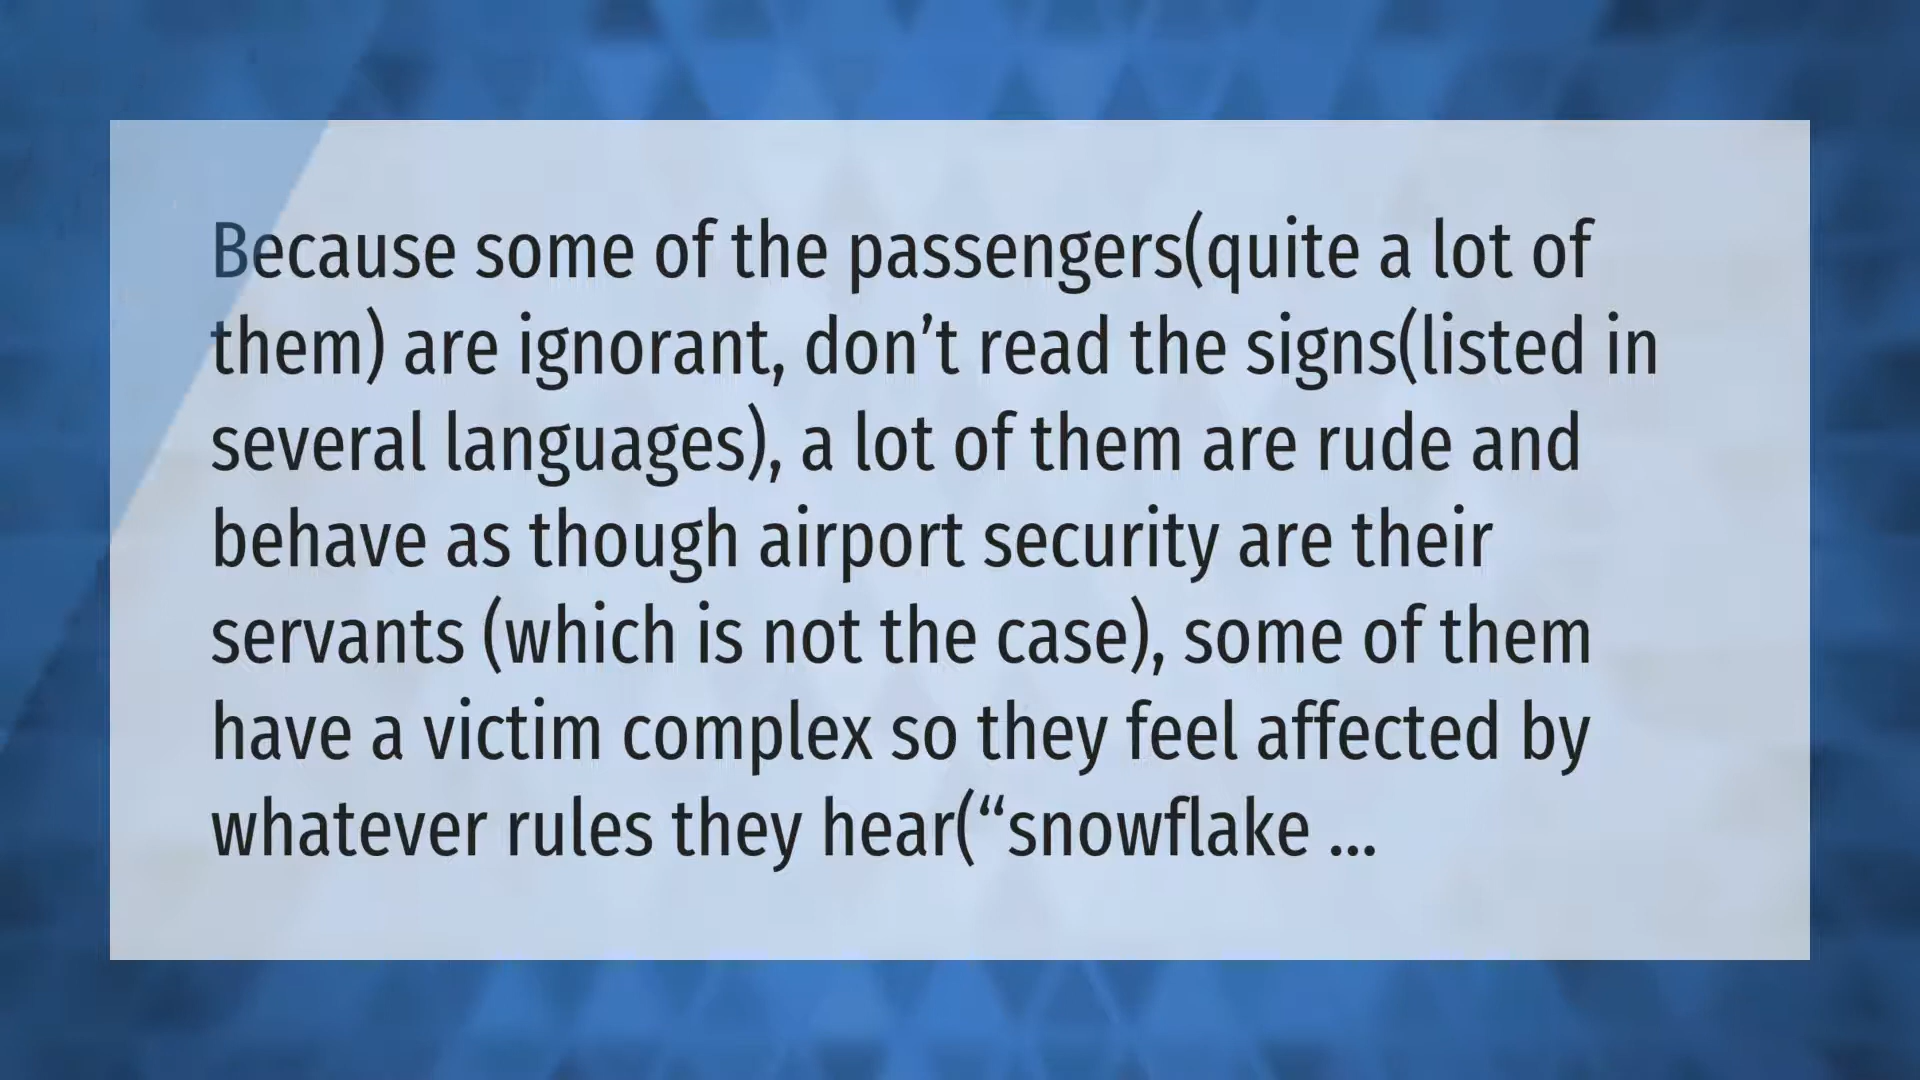 Because some of the passengers(quite a lot of
them) are ignorant, don’t read the signs(listed in
several languages), a lot of them are rude and
behave as though airport security are their
servants (which is not the case), some of them
have a victim complex so they feel affected by
whatever rules they hear(“snowflake ...